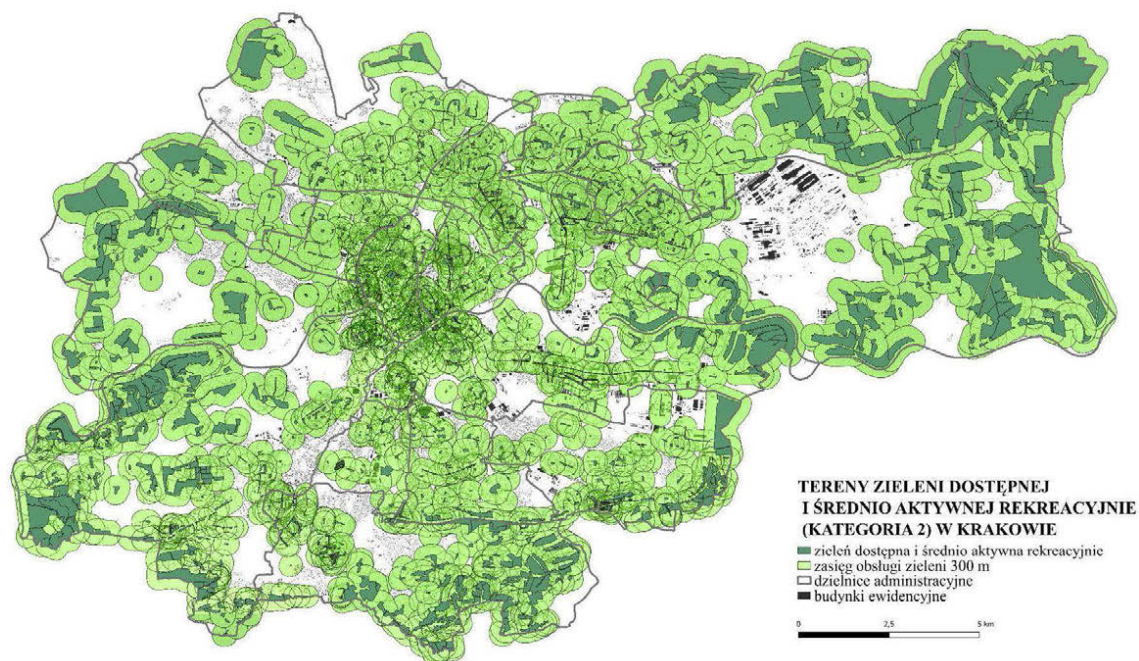 TERENY ZIELENI DOSTĘPNEJ
I ŚREDNIO AKTYWNEJ REKREACYJNIE
(KATEGORIA 2) W KRAKOWIE
zieleń dostępna i średnio aktywna rekreacyjnie
zasięg obsługi zieleni 300 m
dzielnice administracyjne
budynki ewidencyjne
0 2,5 5 km